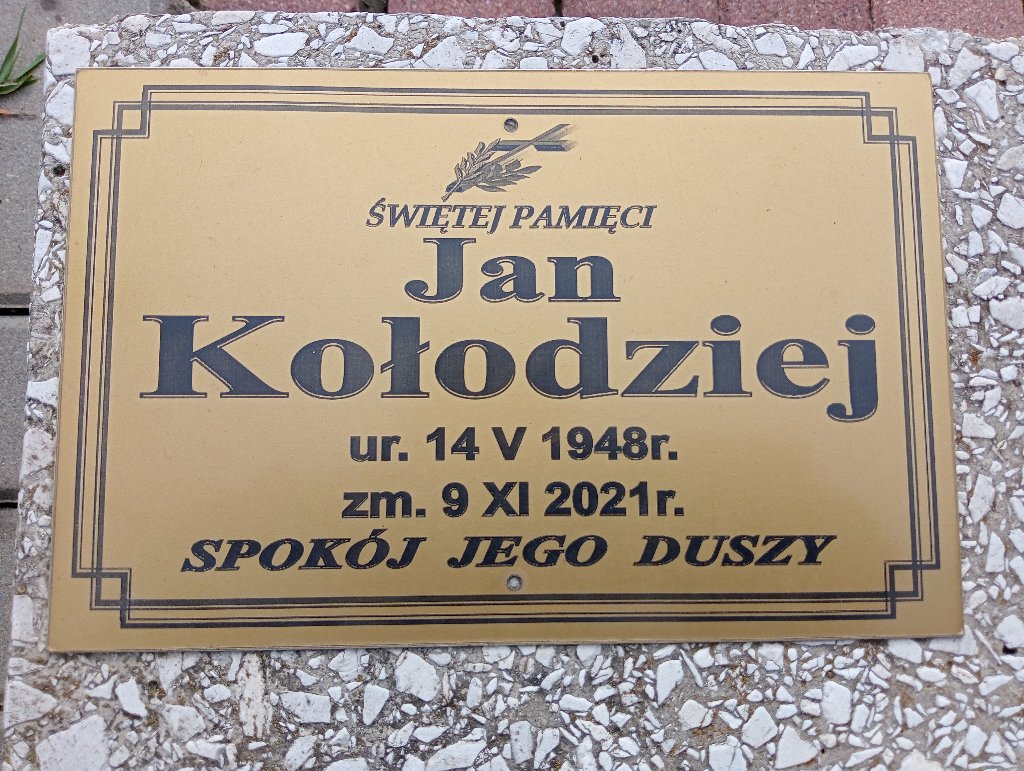 ŚWIĘTEJ PAMIĘCI
Jan
Kołodziej
ur. 14 V 1948r.
zm. 9 XI 2021r.
SPOKÓJ JEGO DUSZY